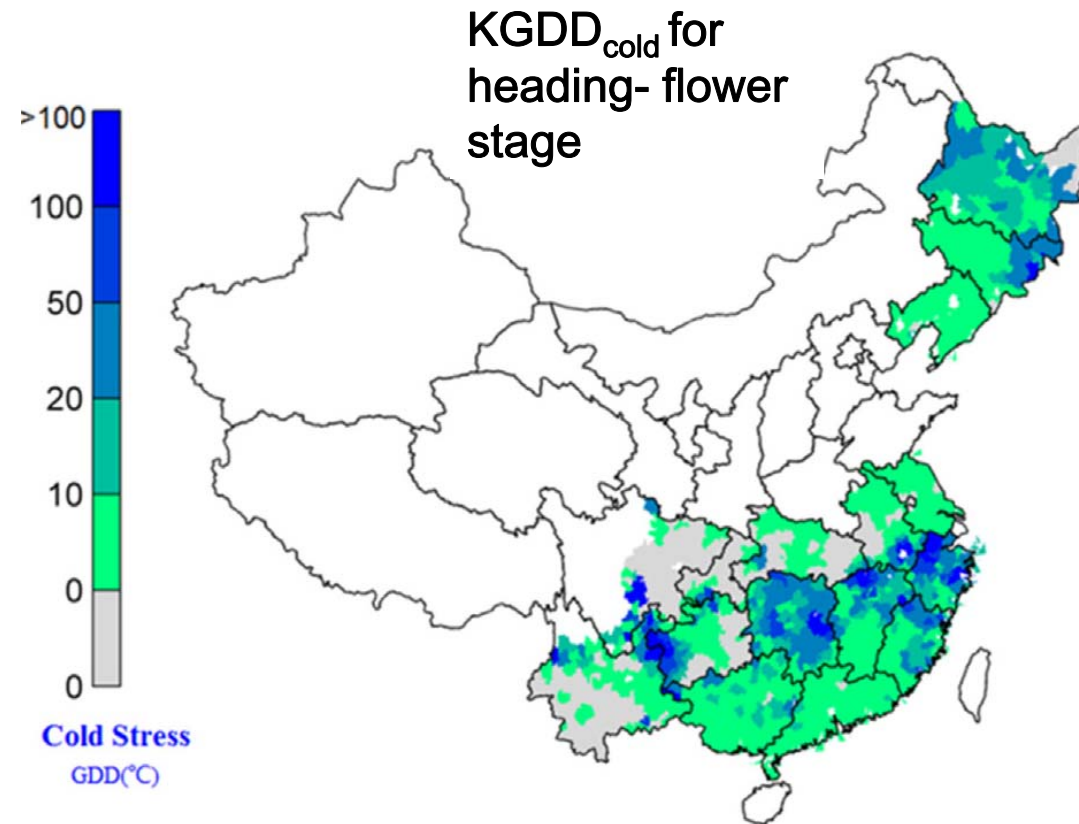 KGDDcold for
heading- flower
stage
>100
100
50
20
10
0
0
Cold Stress
GDD(℃)